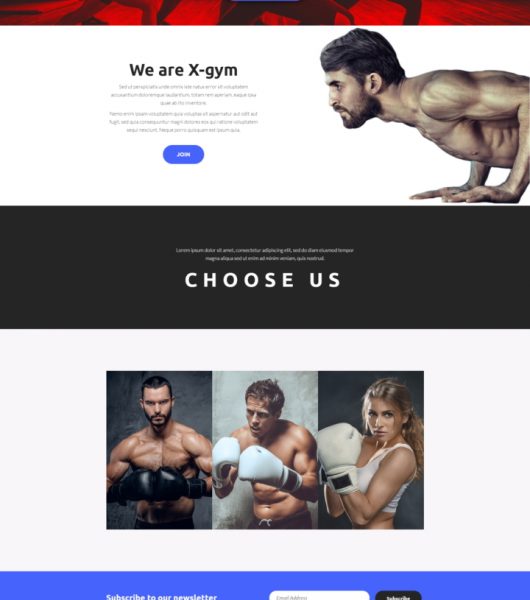 We are X-gym
Sed ut perspiciatis unde omnis iste natus error sit voluptatem
accusantium doloremque laudantium, totam rem aperiam, eaque ipsa
quae ab illo inventore.
Nemo enim ipsam voluptatem quia voluptas sit aspernatur aut odit aut
fugit, sed quia consequuntur magni dolores eos qui ratione voluptatem
sequi nesciunt. Neque porro quisquam est ipsum quia.
JOIN
Lorem ipsum dolor sit amet, consectetur adipiscing elit, sed do diam eiusmod tempor
magna aliqua sed ut enim ad minim veniam, quis nostrud.
CHOOSE US
Subscribe to our newsletter
Email Address
Subscribe